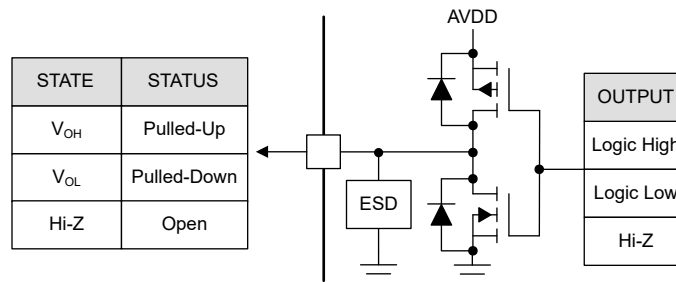 AVDD
STATE STATUS
VOH Pulled-Up
VOL Pulled-Down
Hi-Z Open
ESD
OUTPUT
Logic High
Logic Low
Hi-Z